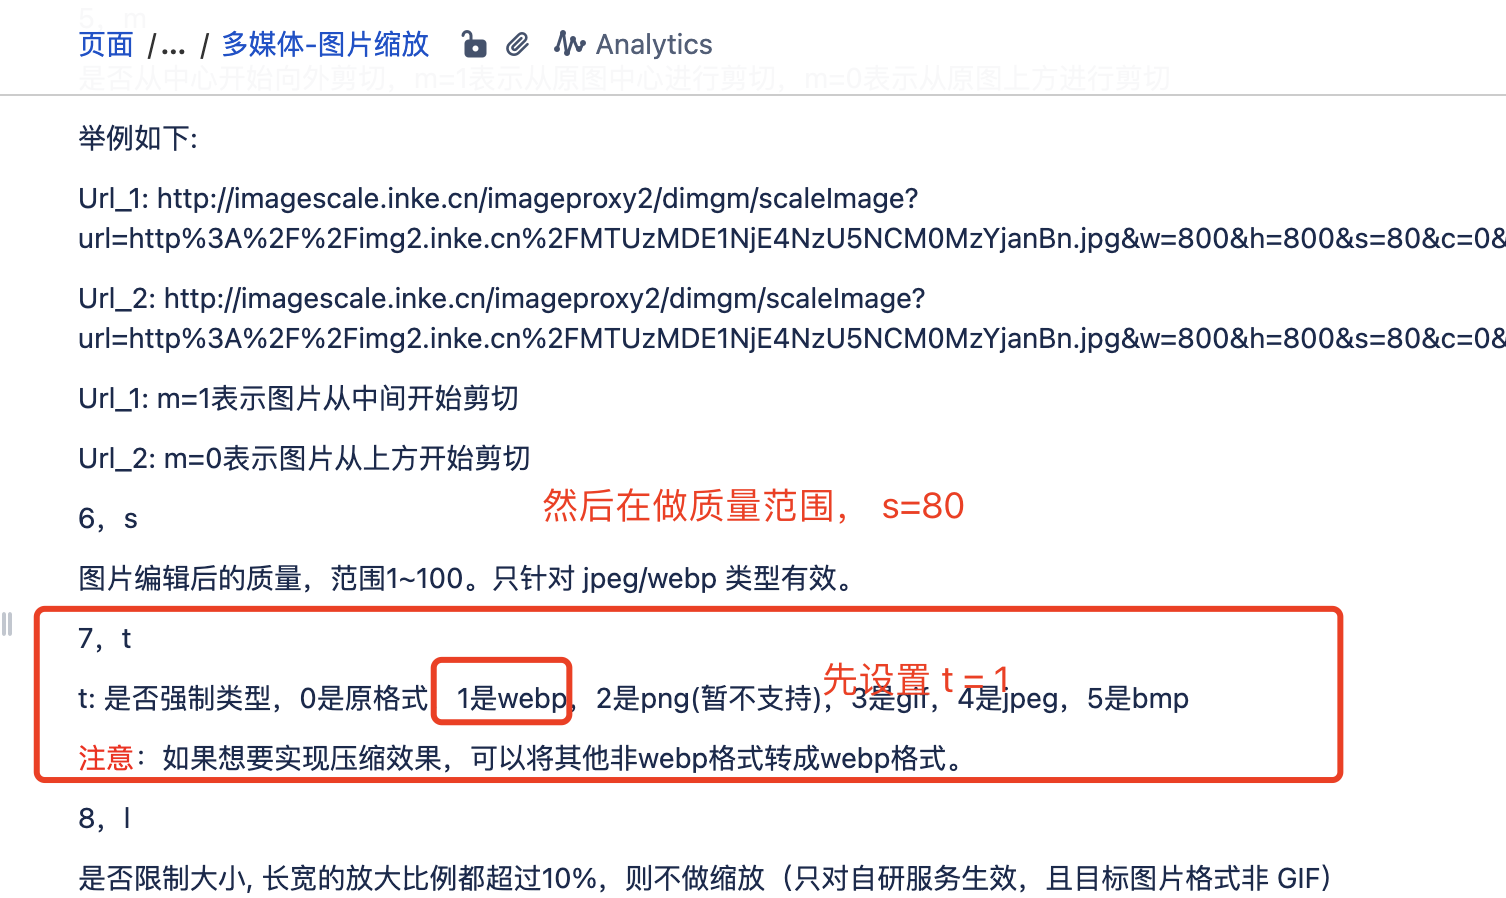 5，m
页面 /... / 多媒体-图片缩放 Analytics
是否从中心开始向外剪切，m=1表示从原图中心进行剪切，m=0表示从原图上方进行剪切
举例如下:
Url_1: http://imagescale.inke.cn/imageproxy2/dimgm/scaleImage?
url=http%3A%2F%2Fimg2.inke.cn%2FMTUzMDE1NjE4NzU5NCM0MzYjanBn.jpg&w=800&h=800&s=80&c=0&
Url_2: http://imagescale.inke.cn/imageproxy2/dimgm/scaleImage?
url=http%3A%2F%2Fimg2.inke.cn%2FMTUzMDE1NjE4NzU5NCM0MzYjanBn.jpg&w=800&h=800&s=80&c=0&
Url_1: m=1表示图片从中间开始剪切
Url_2: m=0表示图片从上方开始剪切
然后在做质量范围， s=80
6，s
图片编辑后的质量，范围1~100。只针对 jpeg/webp 类型有效。
7，t
先设置 t = 1
t: 是否强制类型，0是原格式，1是webp，2是png(暂不支持)，3是gif，4是jpeg，5是bmp
注意：如果想要实现压缩效果，可以将其他非webp格式转成webp格式。
8，l
是否限制大小, 长宽的放大比例都超过10%，则不做缩放（只对自研服务生效，且目标图片格式非 GIF）